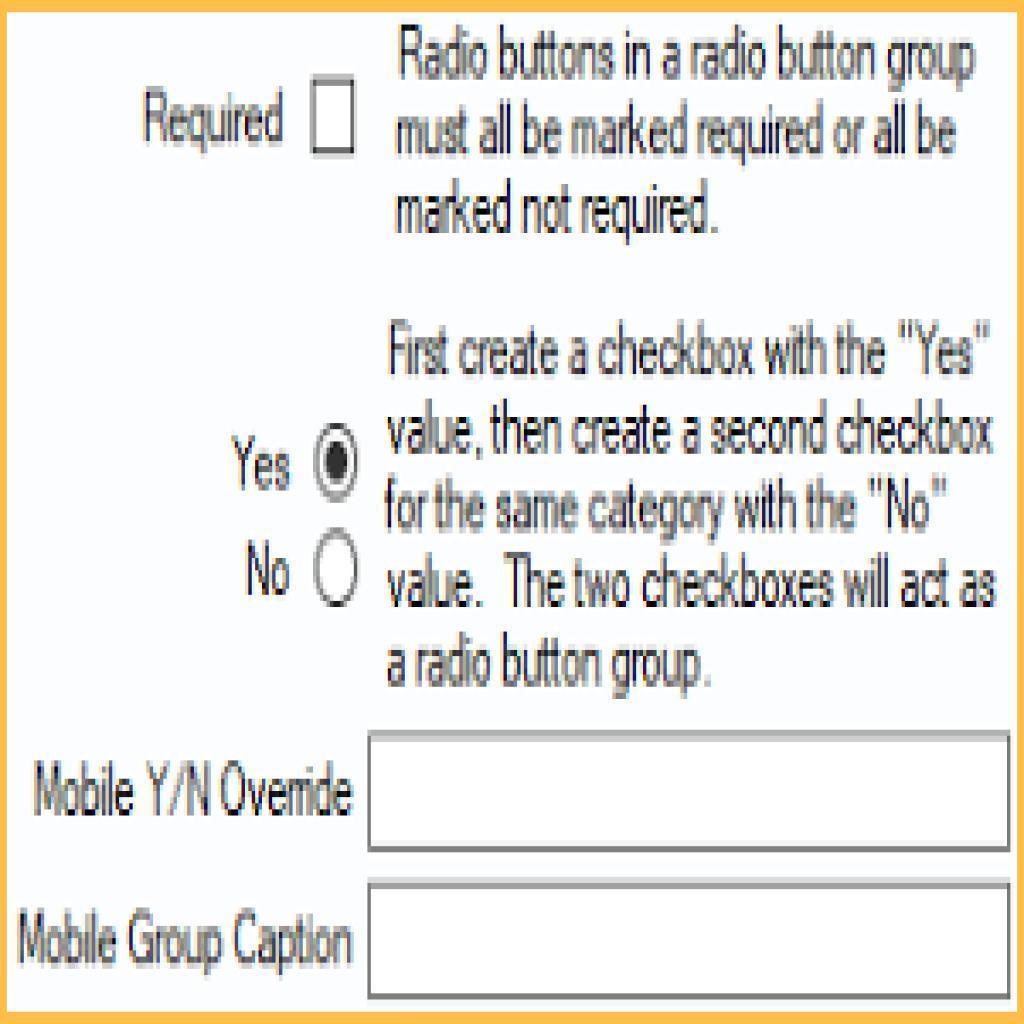 Radio buttons in a radio button group
Required must all be marked required or all be
marked not required.
First create a checkbox with the "Yes"
value, then create a second checkbox
Yes
for the same category with the "No"
No value.  The two checkboxes will act as
a radio button group.
Mobile Y/N Override
Mobile Group Caption